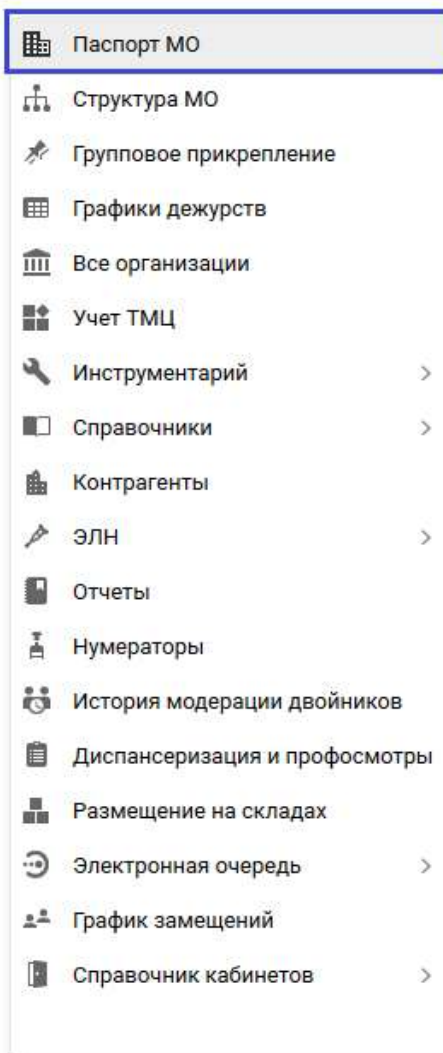 Паспорт МО
Структура МО
Групповое прикрепление
Графики дежурств
Все организации
Учет ТМЦ
Инструментарий
Справочники
Контрагенты
ЭЛН
Отчеты
Нумераторы
История модерации двойников
Диспансеризация и профосмотры
Размещение на складах
Электронная очередь
График замещений
Справочник кабинетов